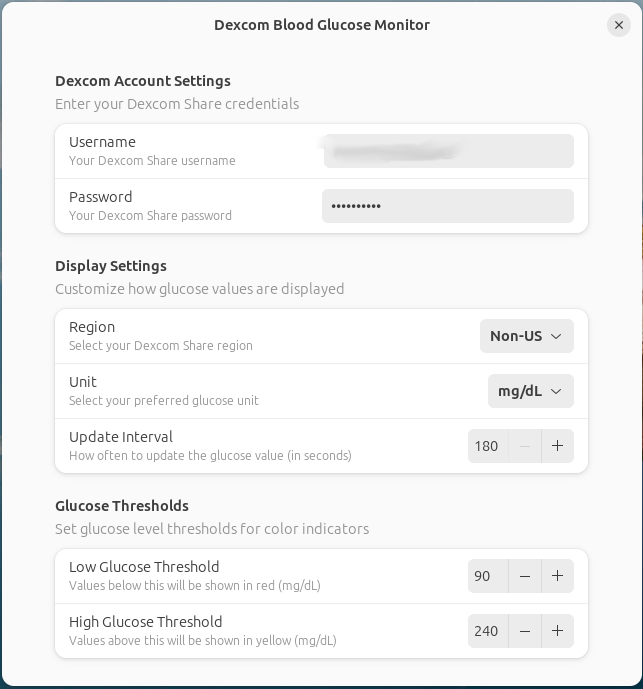 Dexcom Blood Glucose Monitor
Dexcom Account Settings
Enter your Dexcom Share credentials
Username
Your Dexcom Share username
Password
Your Dexcom Share password
••••••••••
Display Settings
Customize how glucose values are displayed
Region
Select your Dexcom Share region
Non-US
Unit
Select your preferred glucose unit
mg/dL
Update Interval
How often to update the glucose value (in seconds)
180 — +
Glucose Thresholds
Set glucose level thresholds for color indicators
Low Glucose Threshold
Values below this will be shown in red (mg/dL)
90 — +
High Glucose Threshold
Values above this will be shown in yellow (mg/dL)
240 — +